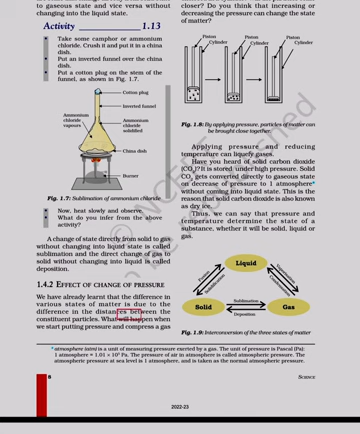 to gaseous state and vice versa without
changing into the liquid state.
Activity 1.13
• Take some camphor or ammonium
chloride. Crush it and put it in a china
dish.
• Put an inverted funnel over the china
dish.
• Put a cotton plug on the stem of the
funnel, as shown in Fig. 1.7.
Cotton plug
Inverted funnel
Ammonium
chloride
vapours
Ammonium
chloride
solidified
China dish
Burner
Fig. 1.7: Sublimation of ammonium chloride
• Now, heat slowly and observe.
• What do you infer from the above
activity?
A change of state directly from solid to gas
without changing into liquid state is called
sublimation and the direct change of gas to
solid without changing into liquid is called
deposition.
1.4.2 EFFECT OF CHANGE OF PRESSURE
We have already learnt that the difference in
various states of matter is due to the
difference in the distances between the
constituent particles. What will happen when
we start putting pressure and compress a gas
closer? Do you think that increasing or
decreasing the pressure can change the state
of matter?
Piston
Cylinder
Piston
Cylinder
Piston
Cylinder
Fig. 1.8: By applying pressure, particles of matter can
be brought close together.
Applying pressure and reducing
temperature can liquefy gases.
Have you heard of solid carbon dioxide
(CO2)? It is stored under high pressure. Solid
CO2 gets converted directly to gaseous state
on decrease of pressure to 1 atmosphere*
without coming into liquid state. This is the
reason that solid carbon dioxide is also known
as dry ice.
Thus, we can say that pressure and
temperature determine the state of a
substance, whether it will be solid, liquid or
gas.
Liquid
Fusion
Solidification
Vaporisation
Condensation
Solid
Sublimation
Deposition
Gas
Fig. 1.9: Interconversion of the three states of matter
* atmosphere (atm) is a unit of measuring pressure exerted by a gas. The unit of pressure is Pascal (Pa):
1 atmosphere = 1.01 × 10⁵ Pa. The pressure of air in atmosphere is called atmospheric pressure. The
atmospheric pressure at sea level is 1 atmosphere, and is taken as the normal atmospheric pressure.
8
SCIENCE
2022-23